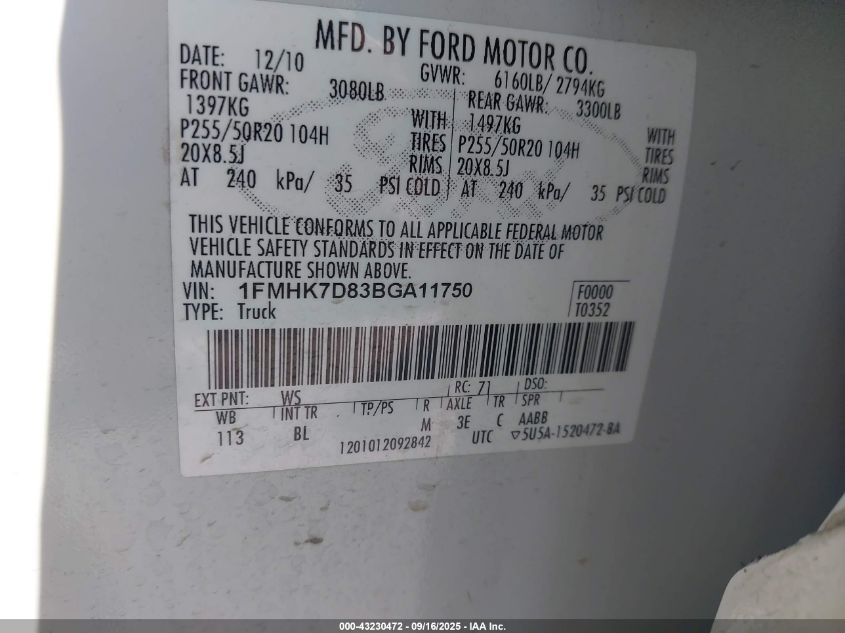 MFD. BY FORD MOTOR CO.
DATE: 12/10 GVWR: 6160LB/ 2794KG
FRONT GAWR: 3080LB REAR GAWR: 3300LB
1397KG WITH 1497KG WITH
P255/50R20 104H TIRES P255/50R20 104H TIRES
20X8.5J RIMS 20X8.5J RIMS
AT 240 kPa/ 35 PSI COLD AT 240 kPa/ 35 PSI COLD
THIS VEHICLE CONFORMS TO ALL APPLICABLE FEDERAL MOTOR
VEHICLE SAFETY STANDARDS IN EFFECT ON THE DATE OF
MANUFACTURE SHOWN ABOVE.
VIN: 1FMHK7D83BGA11750 F0000
TYPE: Truck T0352
EXT PNT: WS RC: 71 DSO:
WB INT TR TP/PS R AXLE TR SPR
113 BL M 3E C AABB
1201012092842 UTC ▽5U5A-1520472-BA
000-43230472 - 09/16/2025 - IAA Inc.